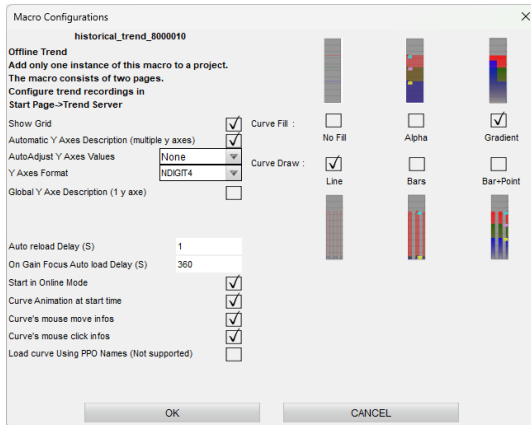 Macro Configurations
historical_trend_8000010
Offline Trend
Add only one instance of this macro to a project.
The macro consists of two pages.
Configure trend recordings in
Start Page->Trend Server
Show Grid
Automatic Y Axes Description (multiple y axes)
AutoAdjust Y Axes Values None
Y Axes Format NDIGIT4
Global Y Axe Description (1 y axe)
Auto reload Delay (S) 1
On Gain Focus Auto load Delay (S) 360
Start in Online Mode
Curve Animation at start time
Curve's mouse move infos
Curve's mouse click infos
Load curve Using PPO Names (Not supported)
Curve Fill :
No Fill Alpha Gradient
Curve Draw :
Line Bars Bar+Point
OK CANCEL